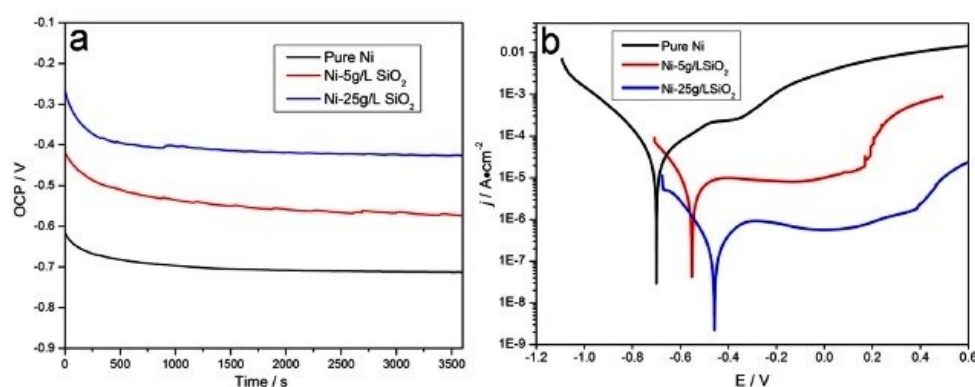 a
Pure Ni
Ni-5g/L SiO₂
Ni-25g/L SiO₂
OCP / V
-0.1
-0.2
-0.3
-0.4
-0.5
-0.6
-0.7
-0.8
-0.9
0 500 1000 1500 2000 2500 3000 3500
Time / s
b
Pure Ni
Ni-5g/LSiO₂
Ni-25g/LSiO₂
j / A•cm⁻²
0.01
1E-3
1E-4
1E-5
1E-6
1E-7
1E-8
1E-9
-1.2 -1.0 -0.8 -0.6 -0.4 -0.2 0.0 0.2 0.4 0.6
E / V